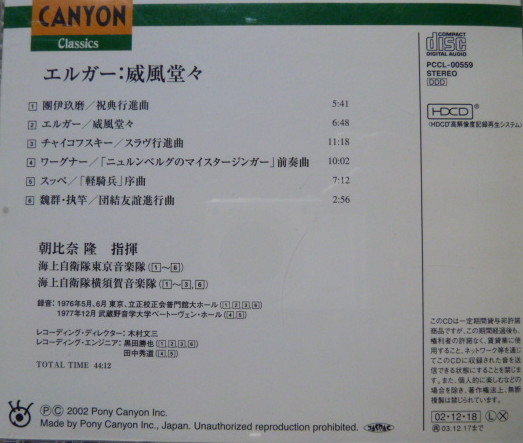 CANYON
Classics
COMPACT
disc
DIGITAL AUDIO
PCCL-00559
STEREO
DDD
HDCD®
(HDCD®高解像度記録再生システム)
エルガー:威風堂々
1 團伊玖磨/祝典行進曲 5:41
2 エルガー/威風堂々 6:48
3 チャイコフスキー/スラヴ行進曲 11:18
4 ワーグナー/「ニュルンベルグのマイスタージンガー」前奏曲 10:02
5 スッペ/「軽騎兵」序曲 7:12
6 魏群・执竿/団結友誼進行曲 2:56
朝比奈 隆 指揮
海上自衛隊東京音楽隊(1〜6)
海上自衛隊横須賀音楽隊(1〜3,6)
録音:1976年5月、6月 東京、立正佼正会普門館大ホール(1 2 3 6)
1977年12月 武蔵野音学大学ベートーヴェン・ホール(4 5)
レコーディング・ディレクター:木村文三
レコーディング・エンジニア:黒田勝也(1 2 3 6)
田中秀道(4 5)
TOTAL TIME 44:12
このCDは一定期間貸与非許諾
商品ですが、この期間経過後も、
権利者の許諾なく、賃貸業に使
用すること、ネットワーク等を通じ
てこのCDに収録された音を送
信できる状態にすることを禁じま
す。また、個人的に楽しむなどの
場合を除き、著作権法上、無断
複製は禁じられています。
02・12・18 L X
再03.12.17まで
℗© 2002 Pony Canyon Inc.
Made by Pony Canyon Inc., Japan. Unauthorized reproduction prohibited.